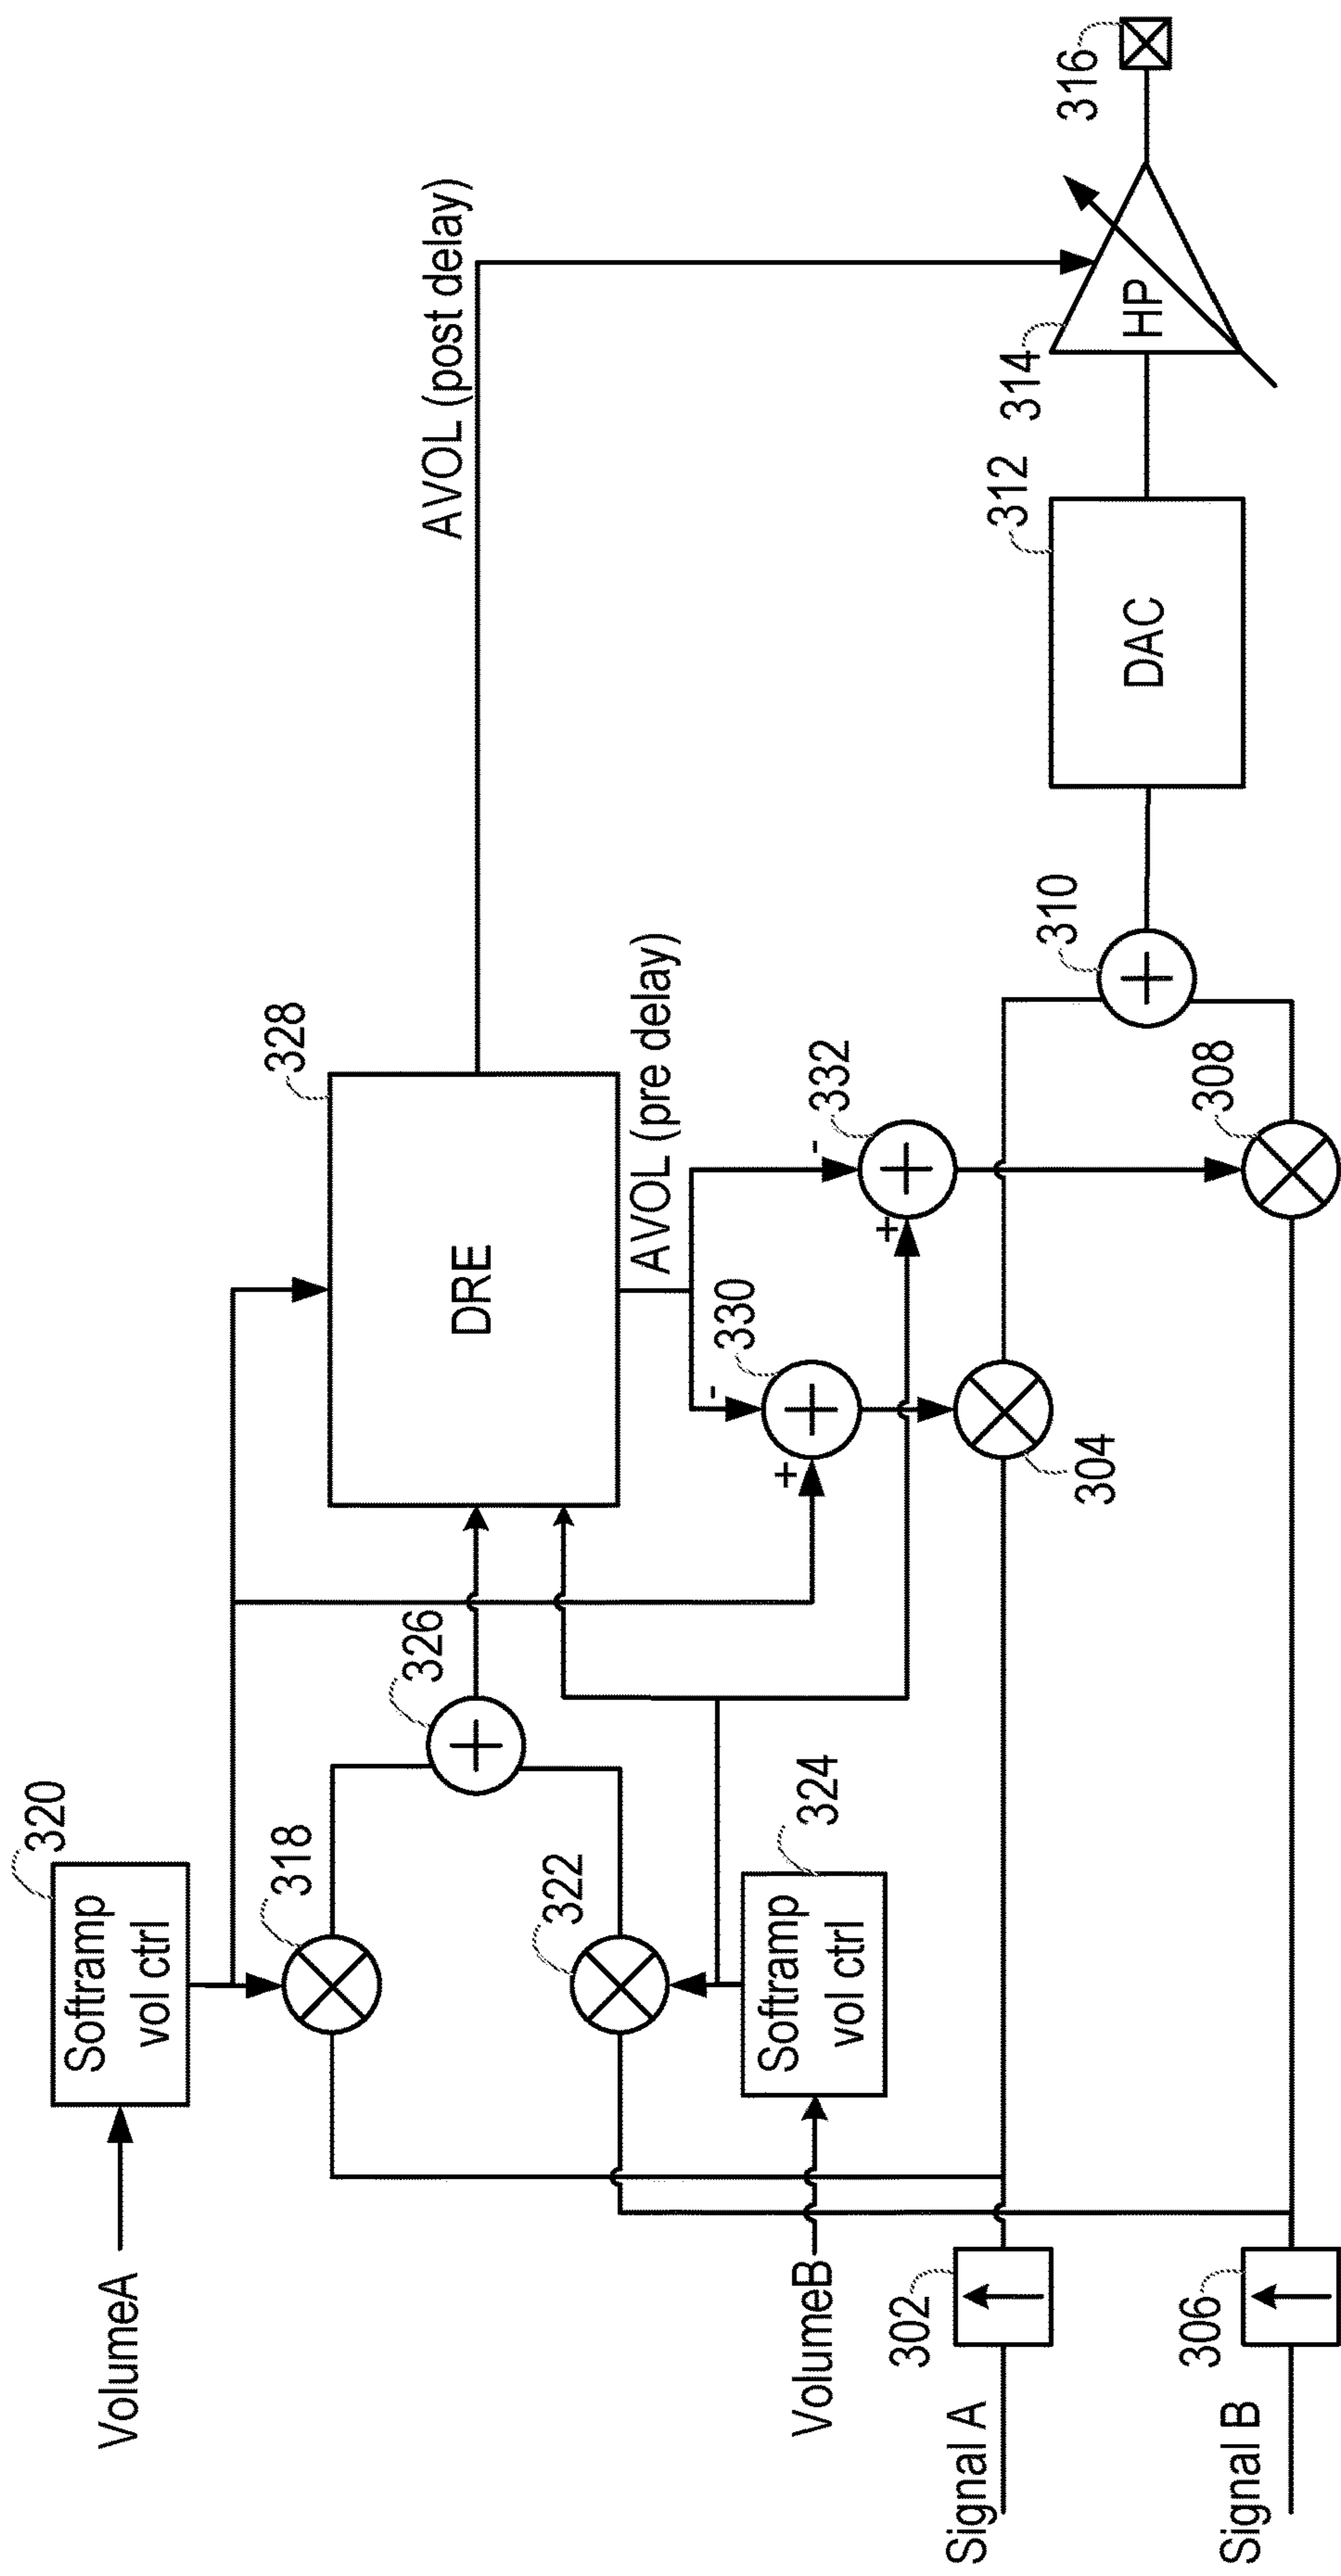 VolumeA
Softramp
vol ctrl
320
318
322
326
328
DRE
AVOL (post delay)
AVOL (pre delay)
VolumeB
Softramp
vol ctrl
324
330
-
+
332
-
+
Signal A
302
304
310
312
DAC
314
HP
316
Signal B
306
308